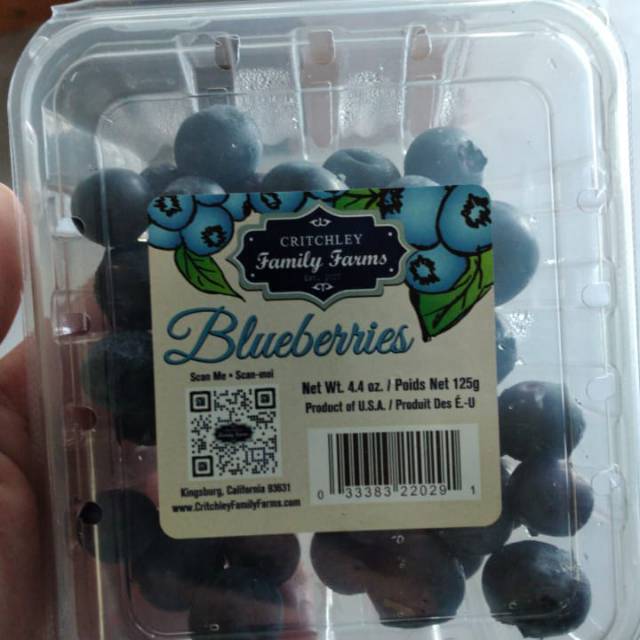 CRITCHLEY
Family Farms
Blueberries
Scan Me • Scan-moi
Net Wt. 4.4 oz. / Poids Net 125g
Product of U.S.A. / Produit Des É.-U
Kingsburg, California 93631
www.CritchleyFamilyFarms.com
0 33383 22029 1